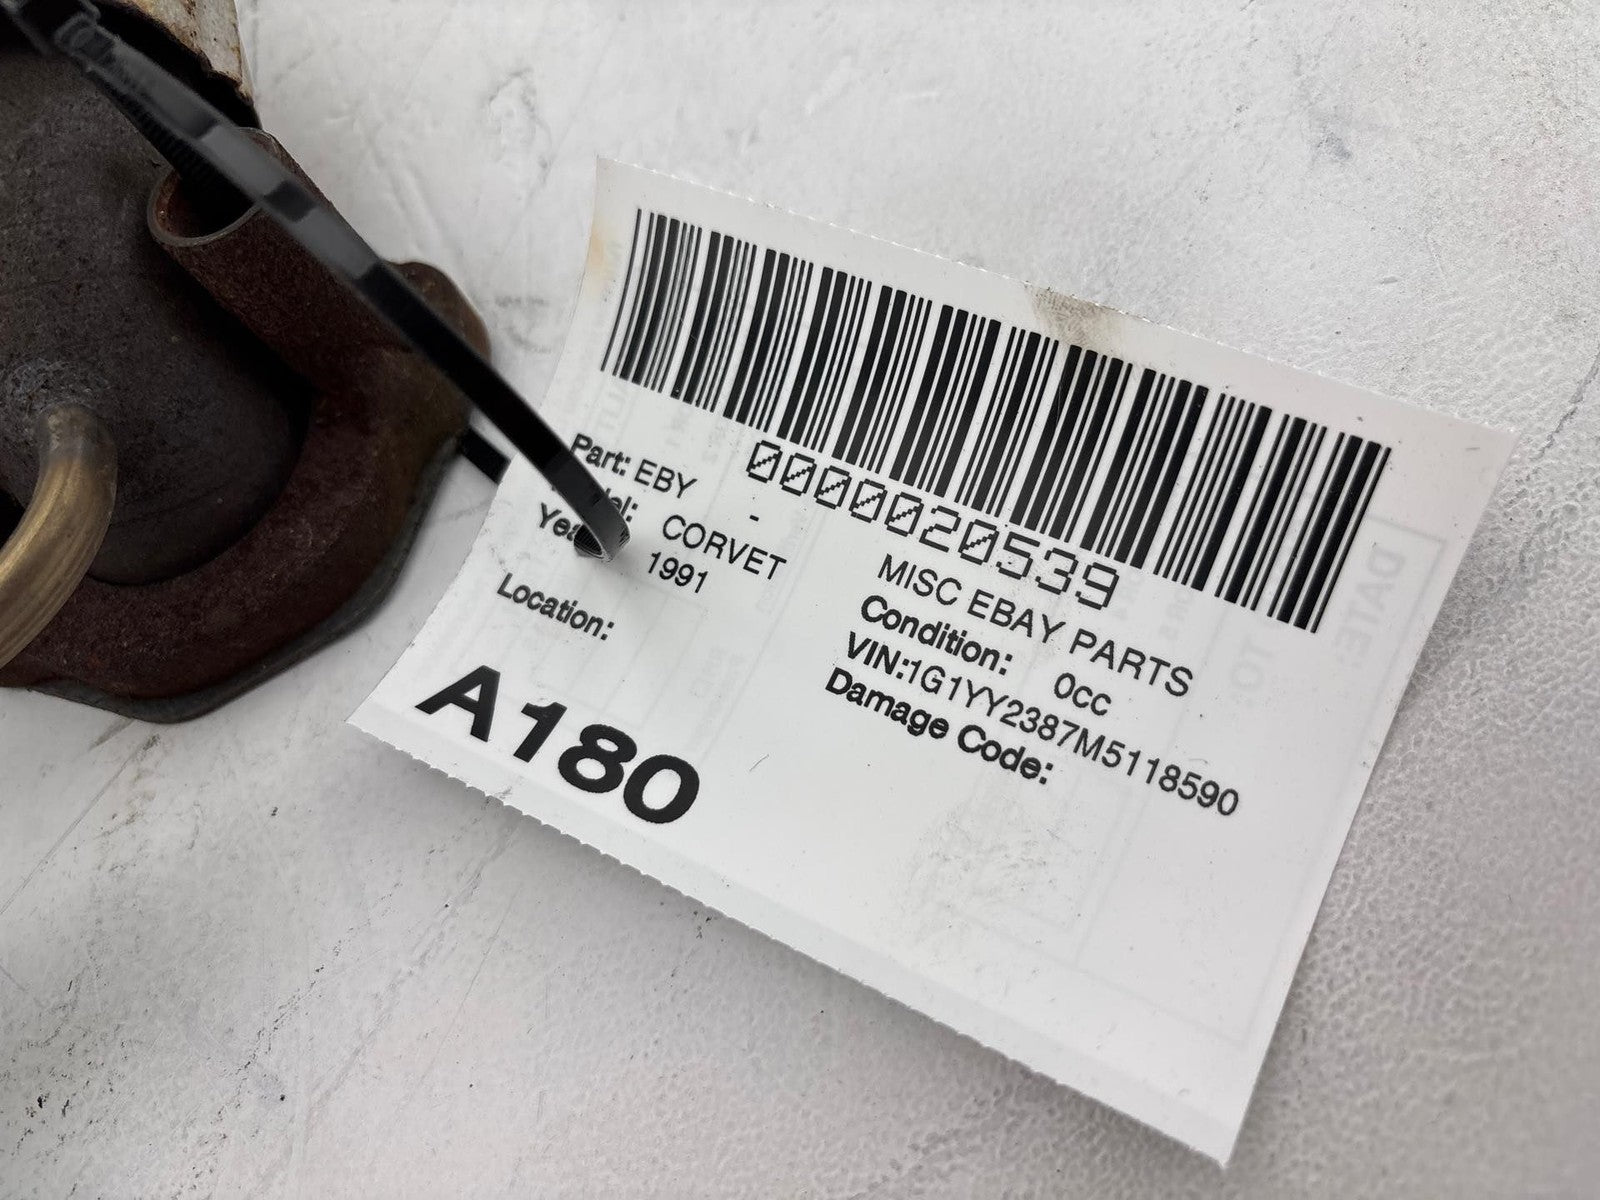 0000020539
Part: EBY - MISC EBAY PARTS
CORVET Condition: 0cc
1991 VIN:1G1YY2387M5118590
Damage Code:
Location:
A180